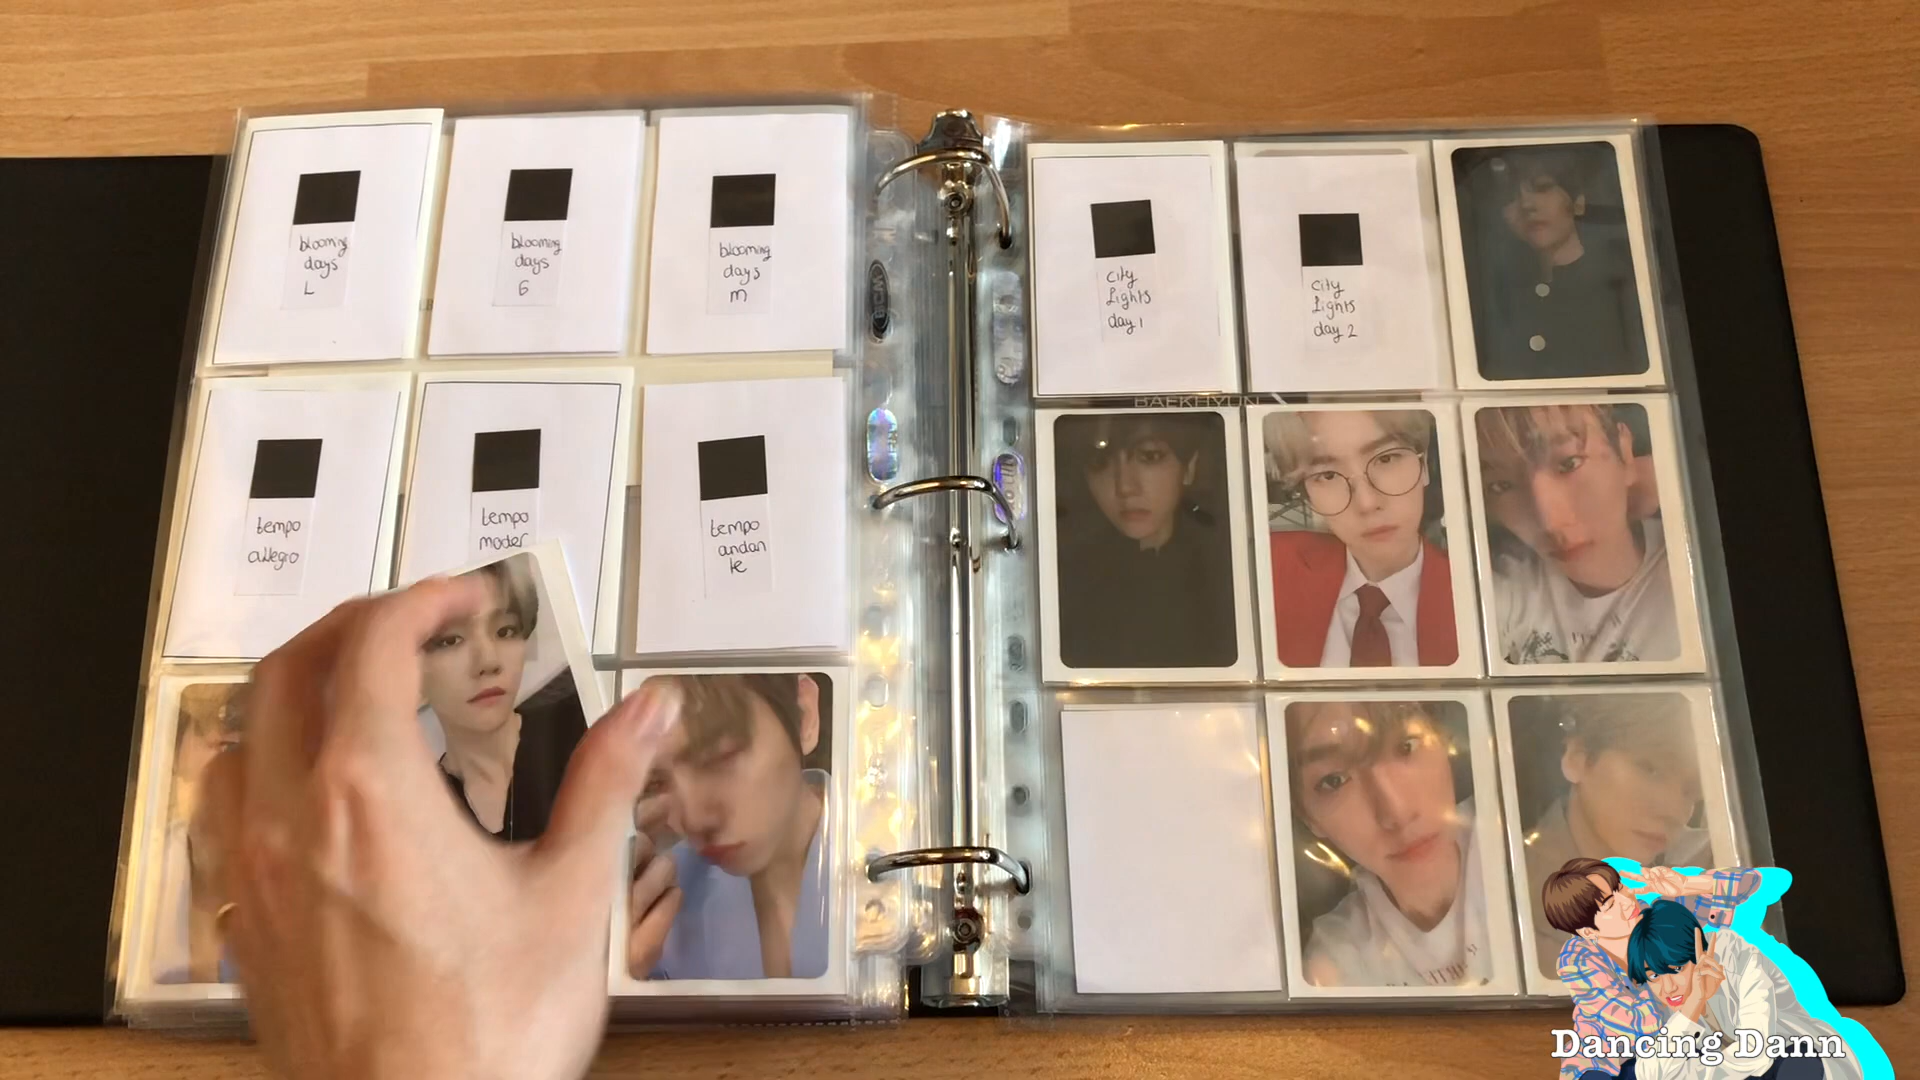 blooming
days
L
blooming
days
G
blooming
days
M
city
lights
day 1
city
lights
day 2
BAEKHYUN
tempo
allegro
tempo
moder
tempo
andan
te
Dancing Dann